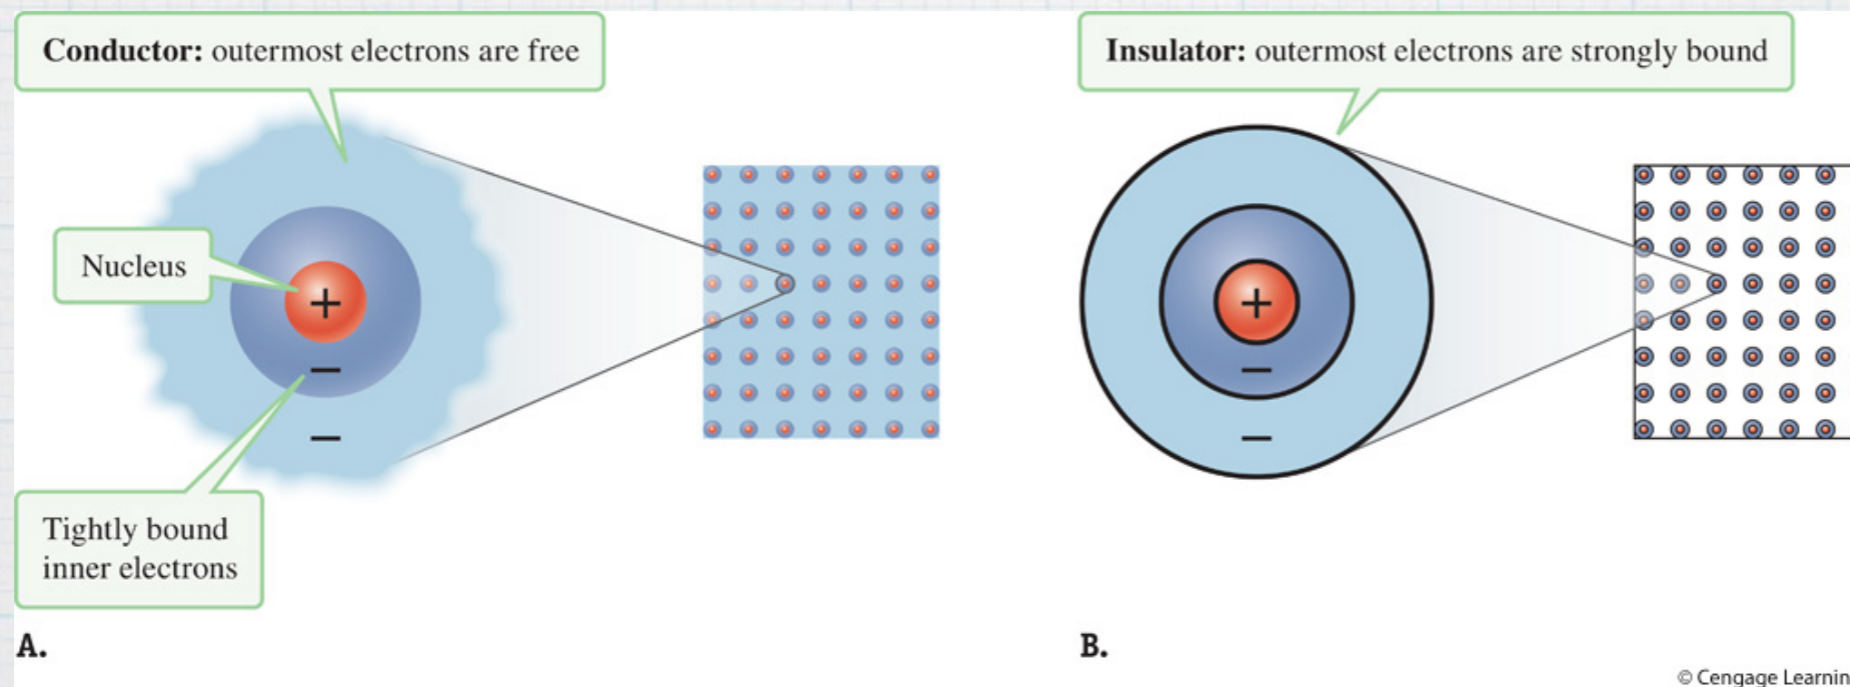 Conductor: outermost electrons are free
Insulator: outermost electrons are strongly bound
Nucleus
+
−
−
Tightly bound
inner electrons
+
−
−
A.
B.
© Cengage Learnin